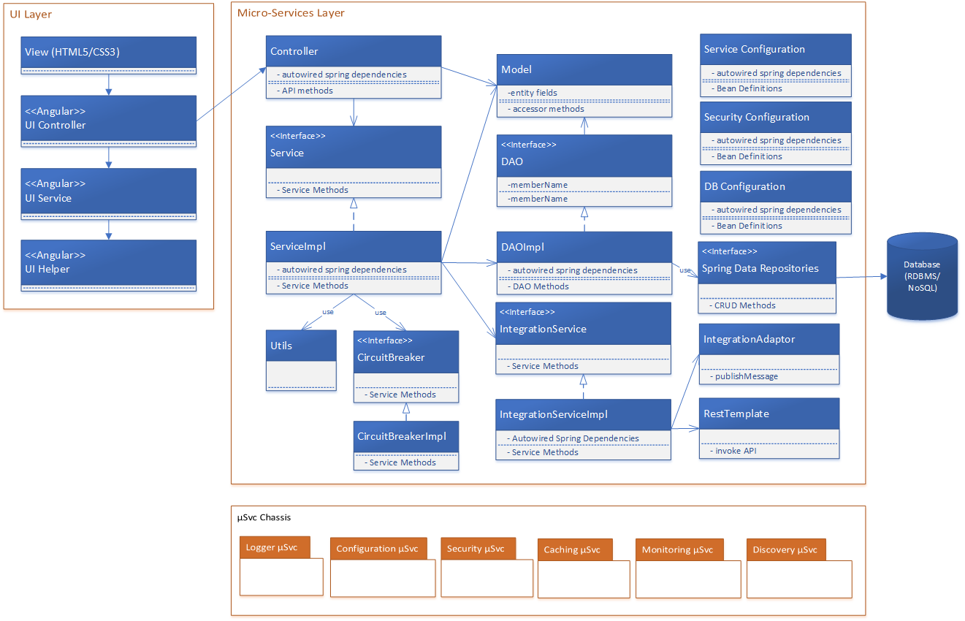 UI Layer
View (HTML5/CSS3)
<<Angular>>
UI Controller
<<Angular>>
UI Service
<<Angular>>
UI Helper
Micro-Services Layer
Controller
- autowired spring dependencies
- API methods
<<Interface>>
Service
- Service Methods
ServiceImpl
- autowired spring dependencies
- Service Methods
use
use
Utils
<<Interface>>
CircuitBreaker
- Service Methods
CircuitBreakerImpl
- Service Methods
Model
-entity fields
- accessor methods
<<Interface>>
DAO
-memberName
-memberName
DAOImpl
- autowired spring dependencies
- DAO Methods
use
<<Interface>>
IntegrationService
- Service Methods
IntegrationServiceImpl
- Autowired Spring Dependencies
- Service Methods
Service Configuration
- autowired spring dependencies
- Bean Definitions
Security Configuration
- autowired spring dependencies
- Bean Definitions
DB Configuration
- autowired spring dependencies
- Bean Definitions
<<Interface>>
Spring Data Repositories
- CRUD Methods
IntegrationAdaptor
- publishMessage
RestTemplate
- invoke API
Database
(RDBMS/
NoSQL)
µSvc Chassis
Logger µSvc
Configuration µSvc
Security µSvc
Caching µSvc
Monitoring µSvc
Discovery µSvc